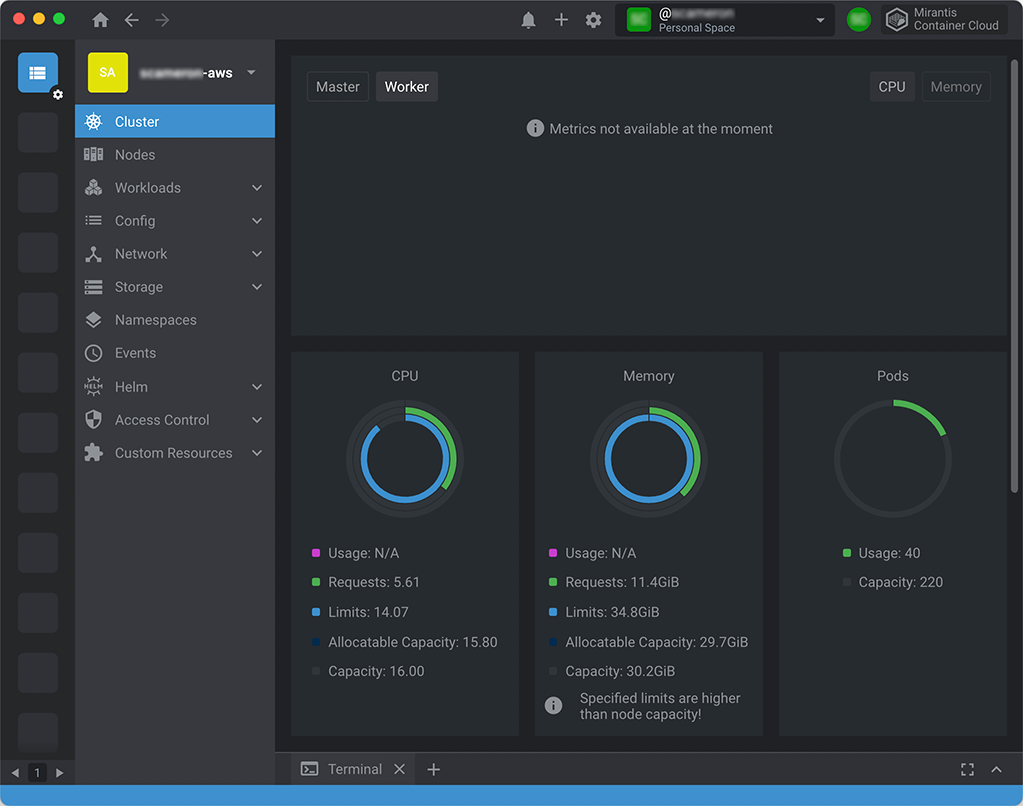 @
Personal Space
SC
Mirantis
Container Cloud
SA
-aws
Cluster
Nodes
Workloads
Config
Network
Storage
Namespaces
Events
HELM
Helm
Access Control
Custom Resources
1
Master
Worker
CPU
Memory
Metrics not available at the moment
CPU
Usage: N/A
Requests: 5.61
Limits: 14.07
Allocatable Capacity: 15.80
Capacity: 16.00
Memory
Usage: N/A
Requests: 11.4GiB
Limits: 34.8GiB
Allocatable Capacity: 29.7GiB
Capacity: 30.2GiB
Specified limits are higher
than node capacity!
Pods
Usage: 40
Capacity: 220
Terminal